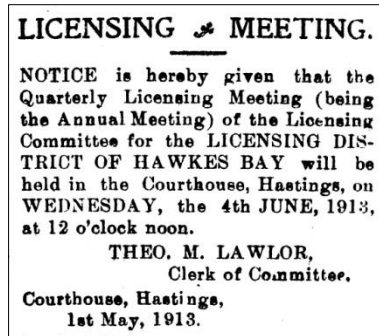 LICENSING MEETING.
NOTICE is hereby given that the
Quarterly Licensing Meeting (being
the Annual Meeting) of the Licensing
Committee for the LICENSING DIS-
TRICT OF HAWKES BAY will be
held in the Courthouse, Hastings, on
WEDNESDAY, the 4th JUNE, 1913,
at 12 o'clock noon.
THEO. M. LAWLOR,
Clerk of Committee.
Courthouse, Hastings,
1st May, 1913.